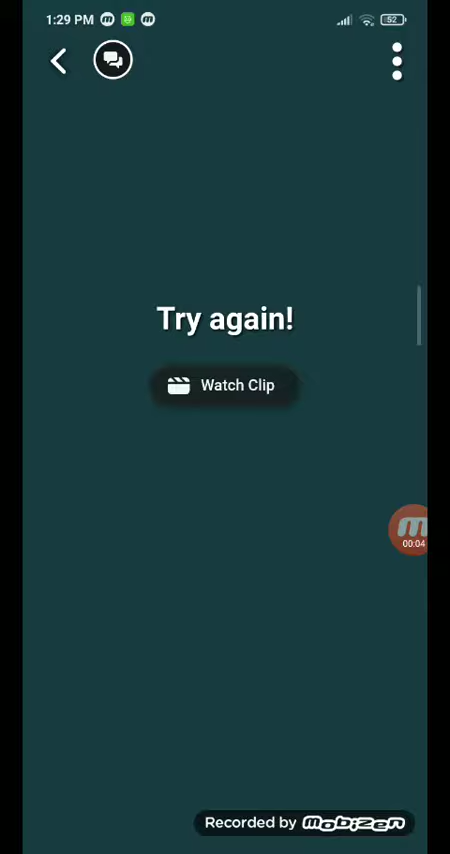 1:29 PM
52
Try again!
Watch Clip
00:04
Recorded by Mobizen